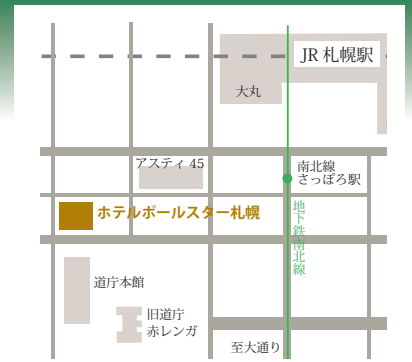 JR 札幌駅
大丸
アスティ 45
南北線
さっぽろ駅
ホテルポールスター札幌
地下鉄南北線
道庁本館
旧道庁
赤レンガ
至大通り